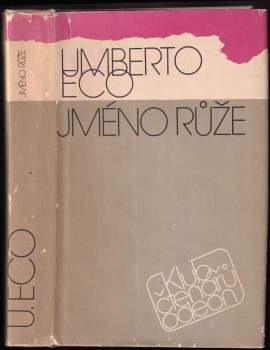 JMÉNO RŮŽE
U. ECO
UMBERTO
ECO
JMÉNO RŮŽE
klub
čtenářů
odeon